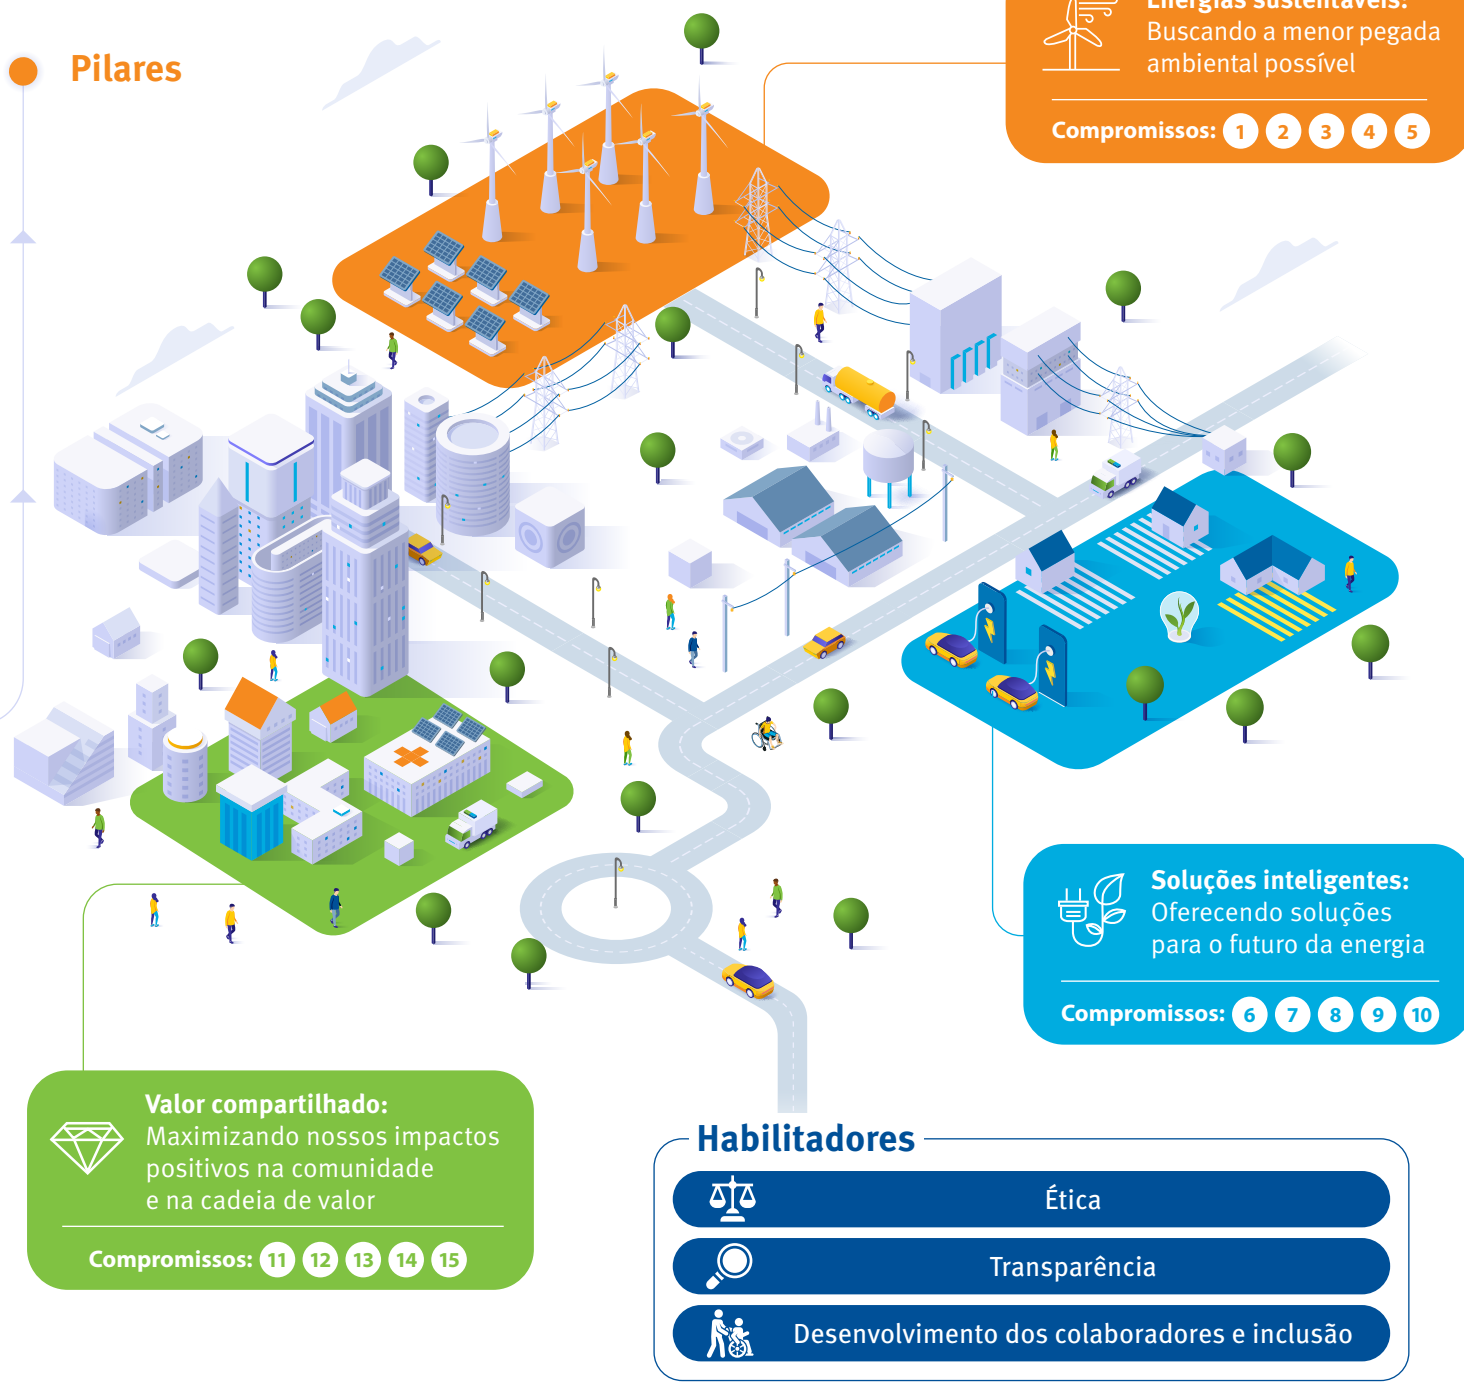 Pilares
Energias sustentáveis:
Buscando a menor pegada
ambiental possível
Compromissos: 1 2 3 4 5
Soluções inteligentes:
Oferecendo soluções
para o futuro da energia
Compromissos: 6 7 8 9 10
Valor compartilhado:
Maximizando nossos impactos
positivos na comunidade
e na cadeia de valor
Compromissos: 11 12 13 14 15
Habilitadores
Ética
Transparência
Desenvolvimento dos colaboradores e inclusão